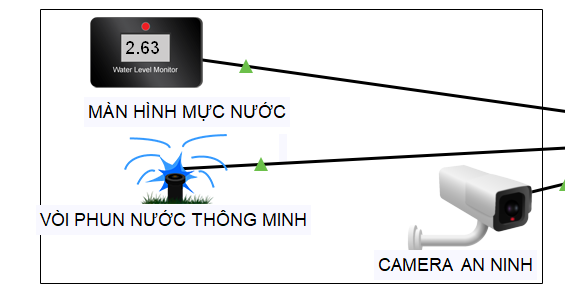 2.63
Water Level Monitor
MÀN HÌNH MỰC NƯỚC
VÒI PHUN NƯỚC THÔNG MINH
CAMERA AN NINH